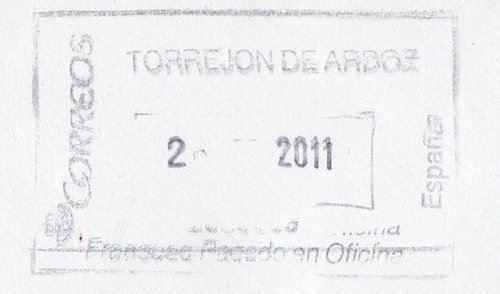 TORREJON DE ARDOZ
CORREOS
2 2011
España
Franqueo Pagado en Oficina